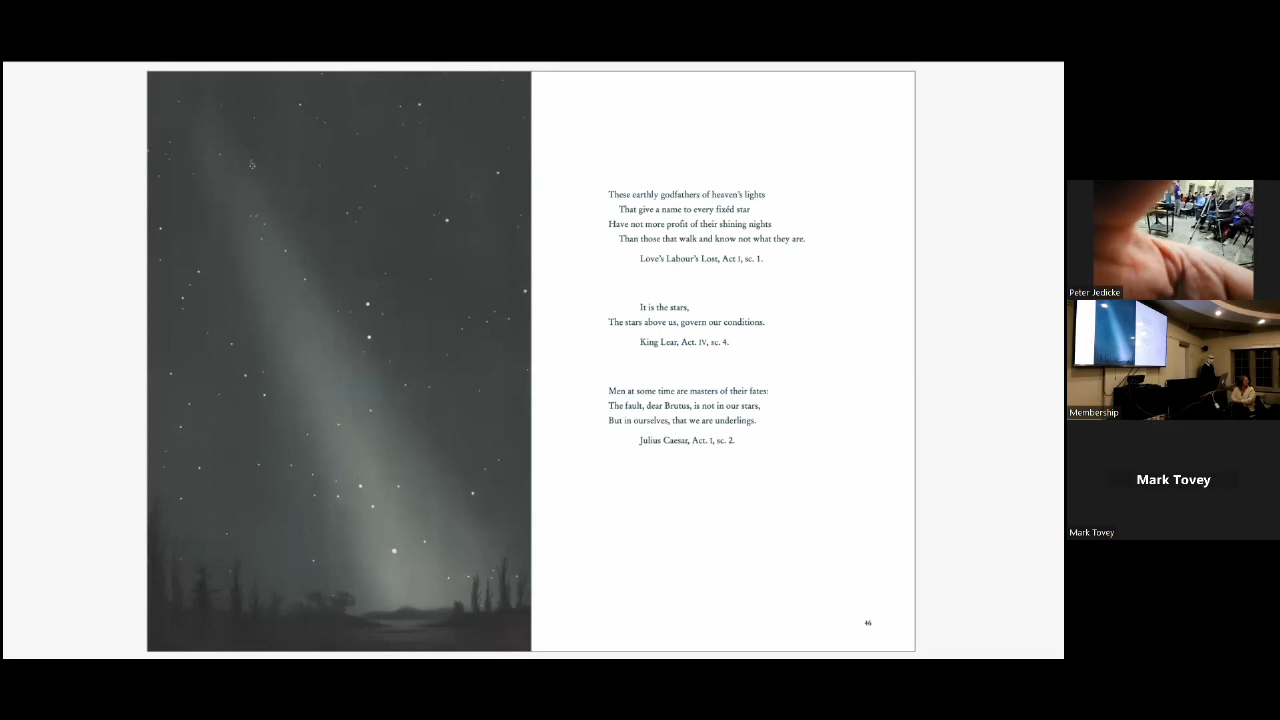 These earthly godfathers of heaven's lights
That give a name to every fixéd star
Have not more profit of their shining nights
Than those that walk and know not what they are.
Love's Labour's Lost, Act I, sc. 1.
It is the stars,
The stars above us, govern our conditions.
King Lear, Act. IV, sc. 4.
Men at some time are masters of their fates:
The fault, dear Brutus, is not in our stars,
But in ourselves, that we are underlings.
Julius Caesar, Act. I, sc. 2.
46
Peter Jedicke
Membership
Mark Tovey
Mark Tovey